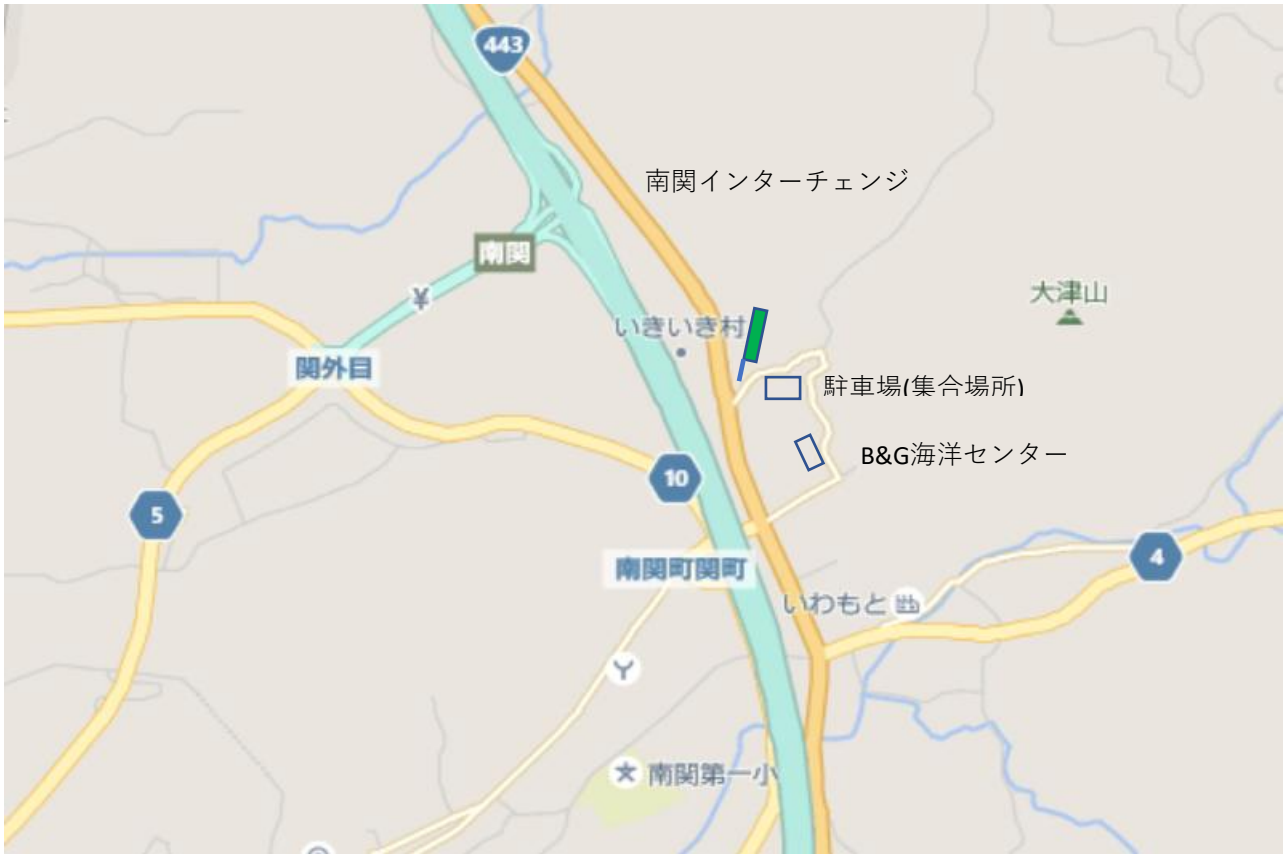 443
南関インターチェンジ
南関
¥
大津山
いきいき村
関外目
駐車場(集合場所)
B&G海洋センター
10
5
南関町関町
4
いわもと
南関第一小